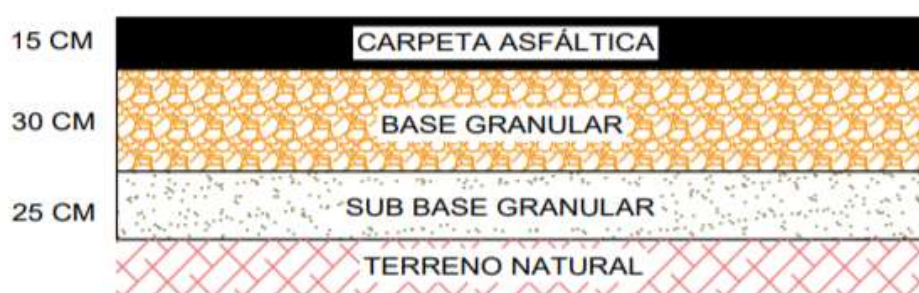 15 CM CARPETA ASFÁLTICA
30 CM BASE GRANULAR
25 CM SUB BASE GRANULAR
TERRENO NATURAL